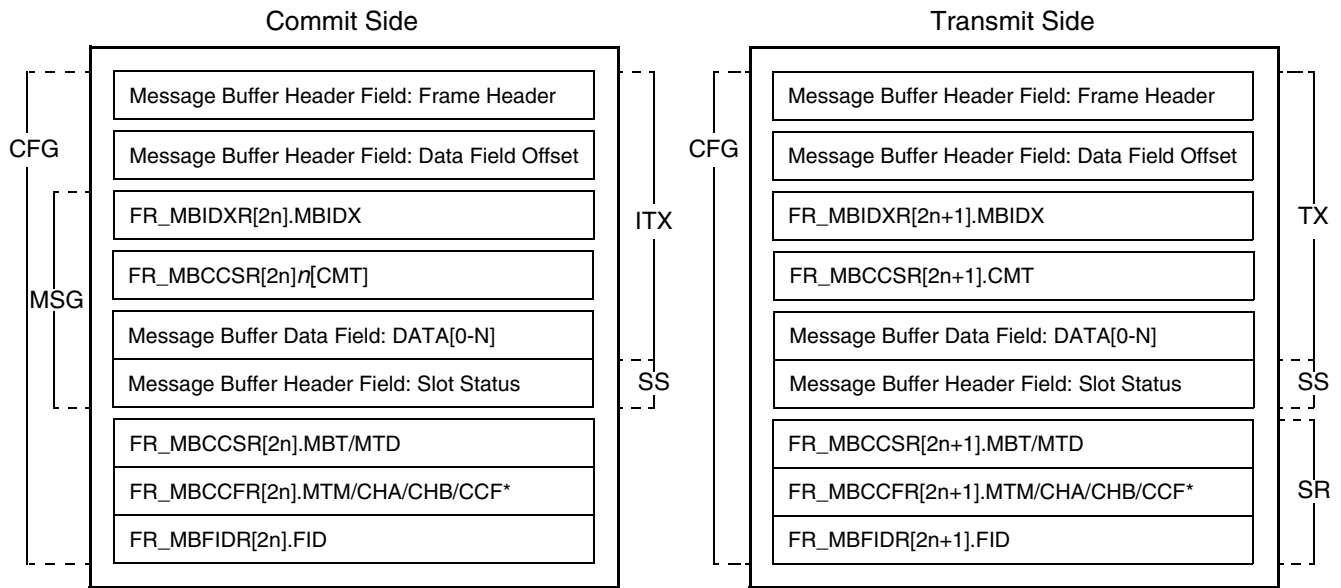 Commit Side
CFG
MSG
Message Buffer Header Field: Frame Header
Message Buffer Header Field: Data Field Offset
FR_MBIDXR[2n].MBIDX
FR_MBCCSR[2n]n[CMT]
Message Buffer Data Field: DATA[0-N]
Message Buffer Header Field: Slot Status
FR_MBCCSR[2n].MBT/MTD
FR_MBCCFR[2n].MTM/CHA/CHB/CCF*
FR_MBFIDR[2n].FID
ITX
SS
Transmit Side
CFG
Message Buffer Header Field: Frame Header
Message Buffer Header Field: Data Field Offset
FR_MBIDXR[2n+1].MBIDX
FR_MBCCSR[2n+1].CMT
Message Buffer Data Field: DATA[0-N]
Message Buffer Header Field: Slot Status
FR_MBCCSR[2n+1].MBT/MTD
FR_MBCCFR[2n+1].MTM/CHA/CHB/CCF*
FR_MBFIDR[2n+1].FID
TX
SS
SR